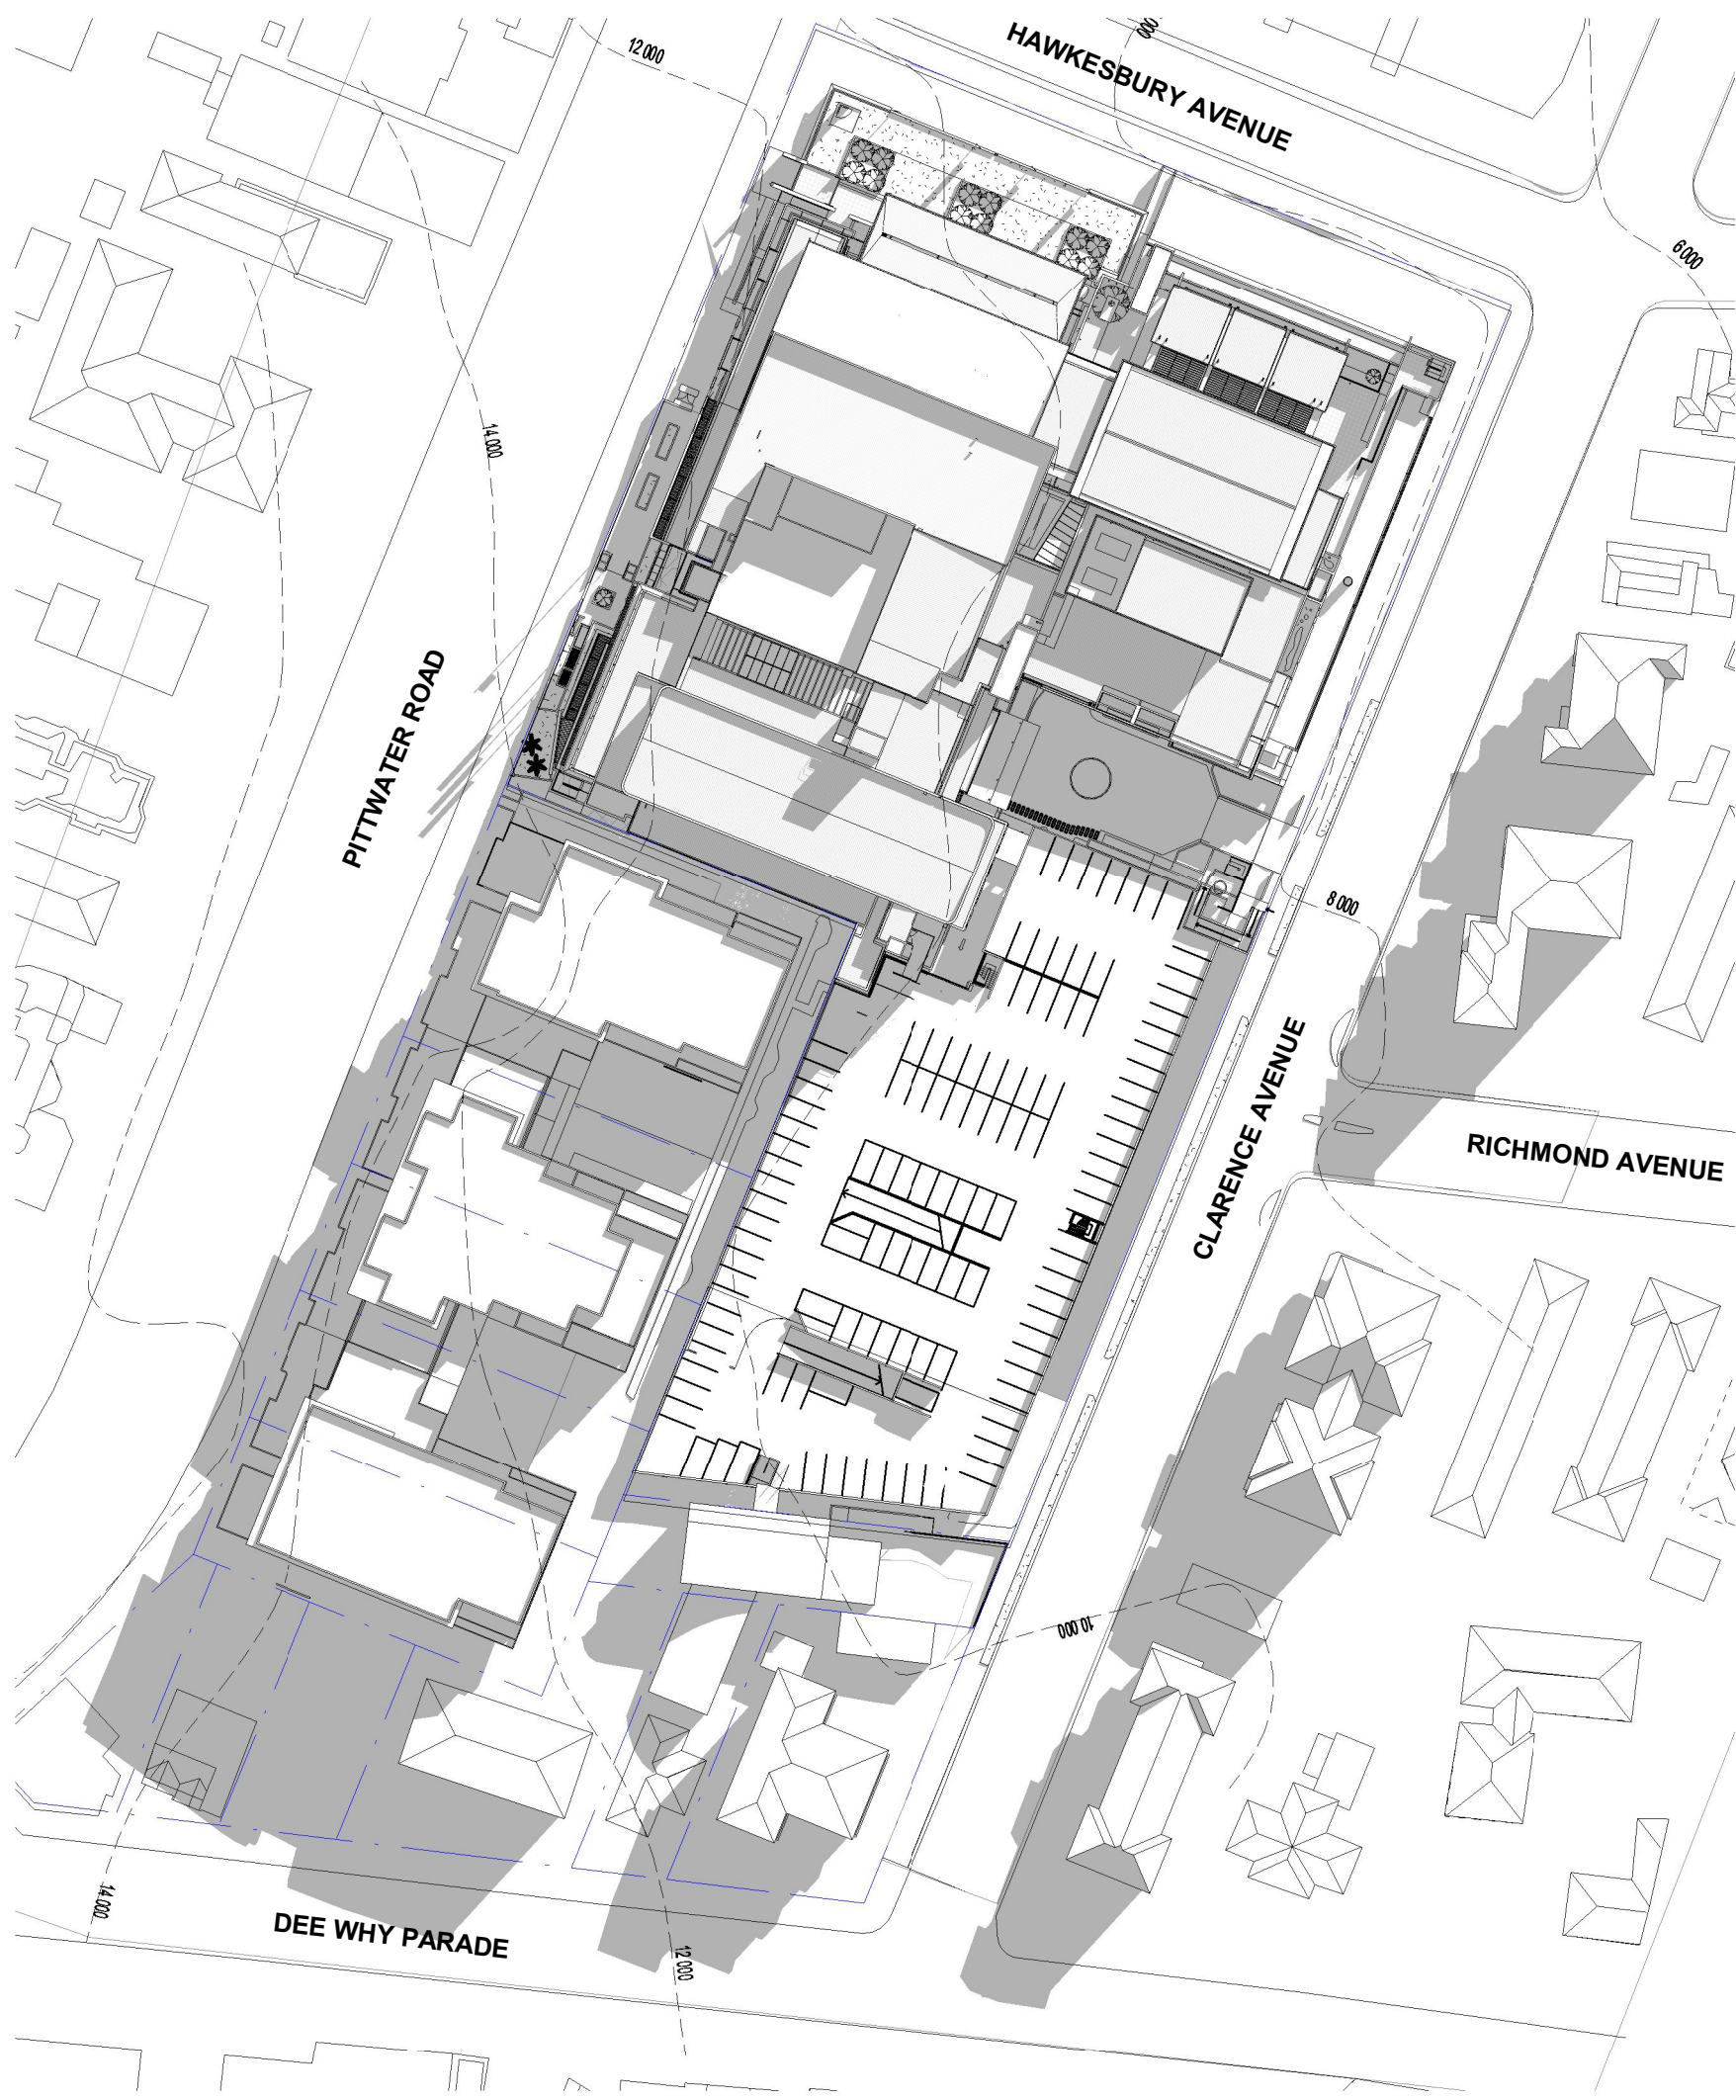 HAWKESBURY AVENUE
12 000
6 000
14.000
PITTWATER ROAD
8 000
CLARENCE AVENUE
RICHMOND AVENUE
10 000
14.000
DEE WHY PARADE
12.000